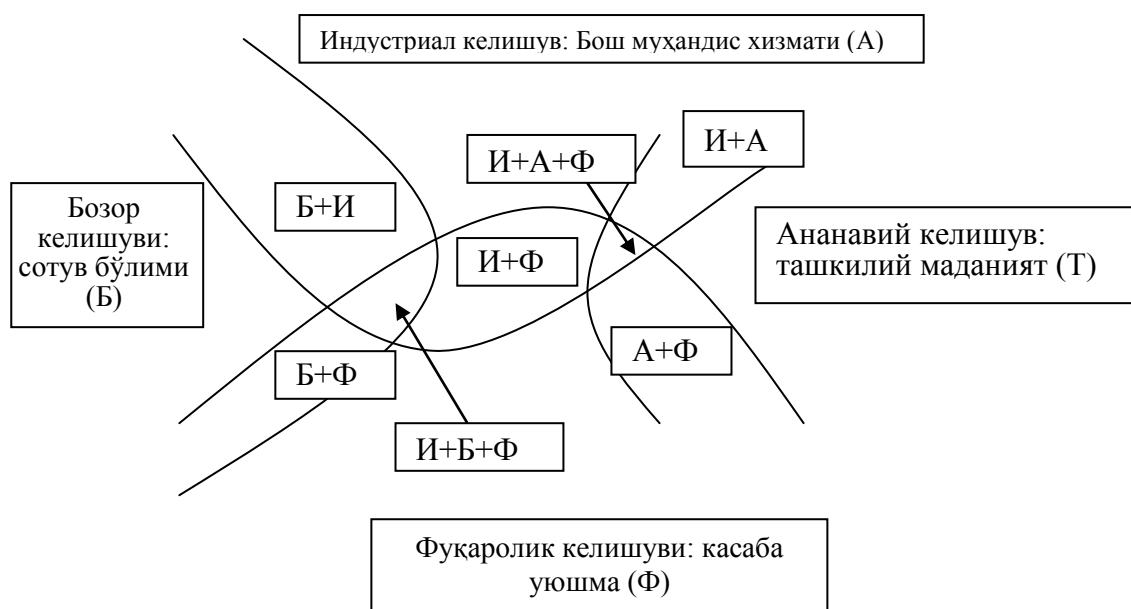 Индустриал келишув: Бош муҳандис хизмати (А)
И+А
И+А+Ф
Бозор
келишуви:
сотув бўлими
(Б)
Б+И
Ананавий келишув:
ташкилий маданият (Т)
И+Ф
А+Ф
Б+Ф
И+Б+Ф
Фуқаролик келишуви: касаба
уюшма (Ф)